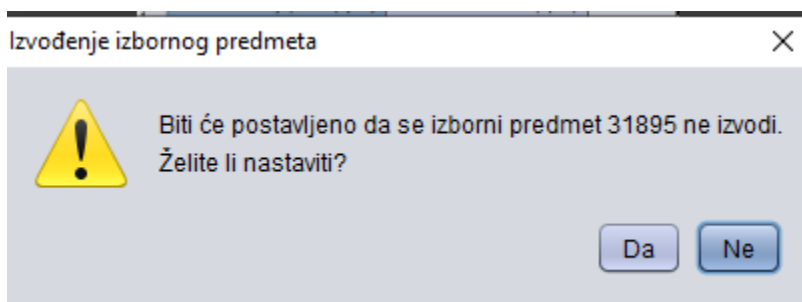 Izvođenje izbornog predmeta
Biti će postavljeno da se izborni predmet 31895 ne izvodi.
Želite li nastaviti?
Da
Ne